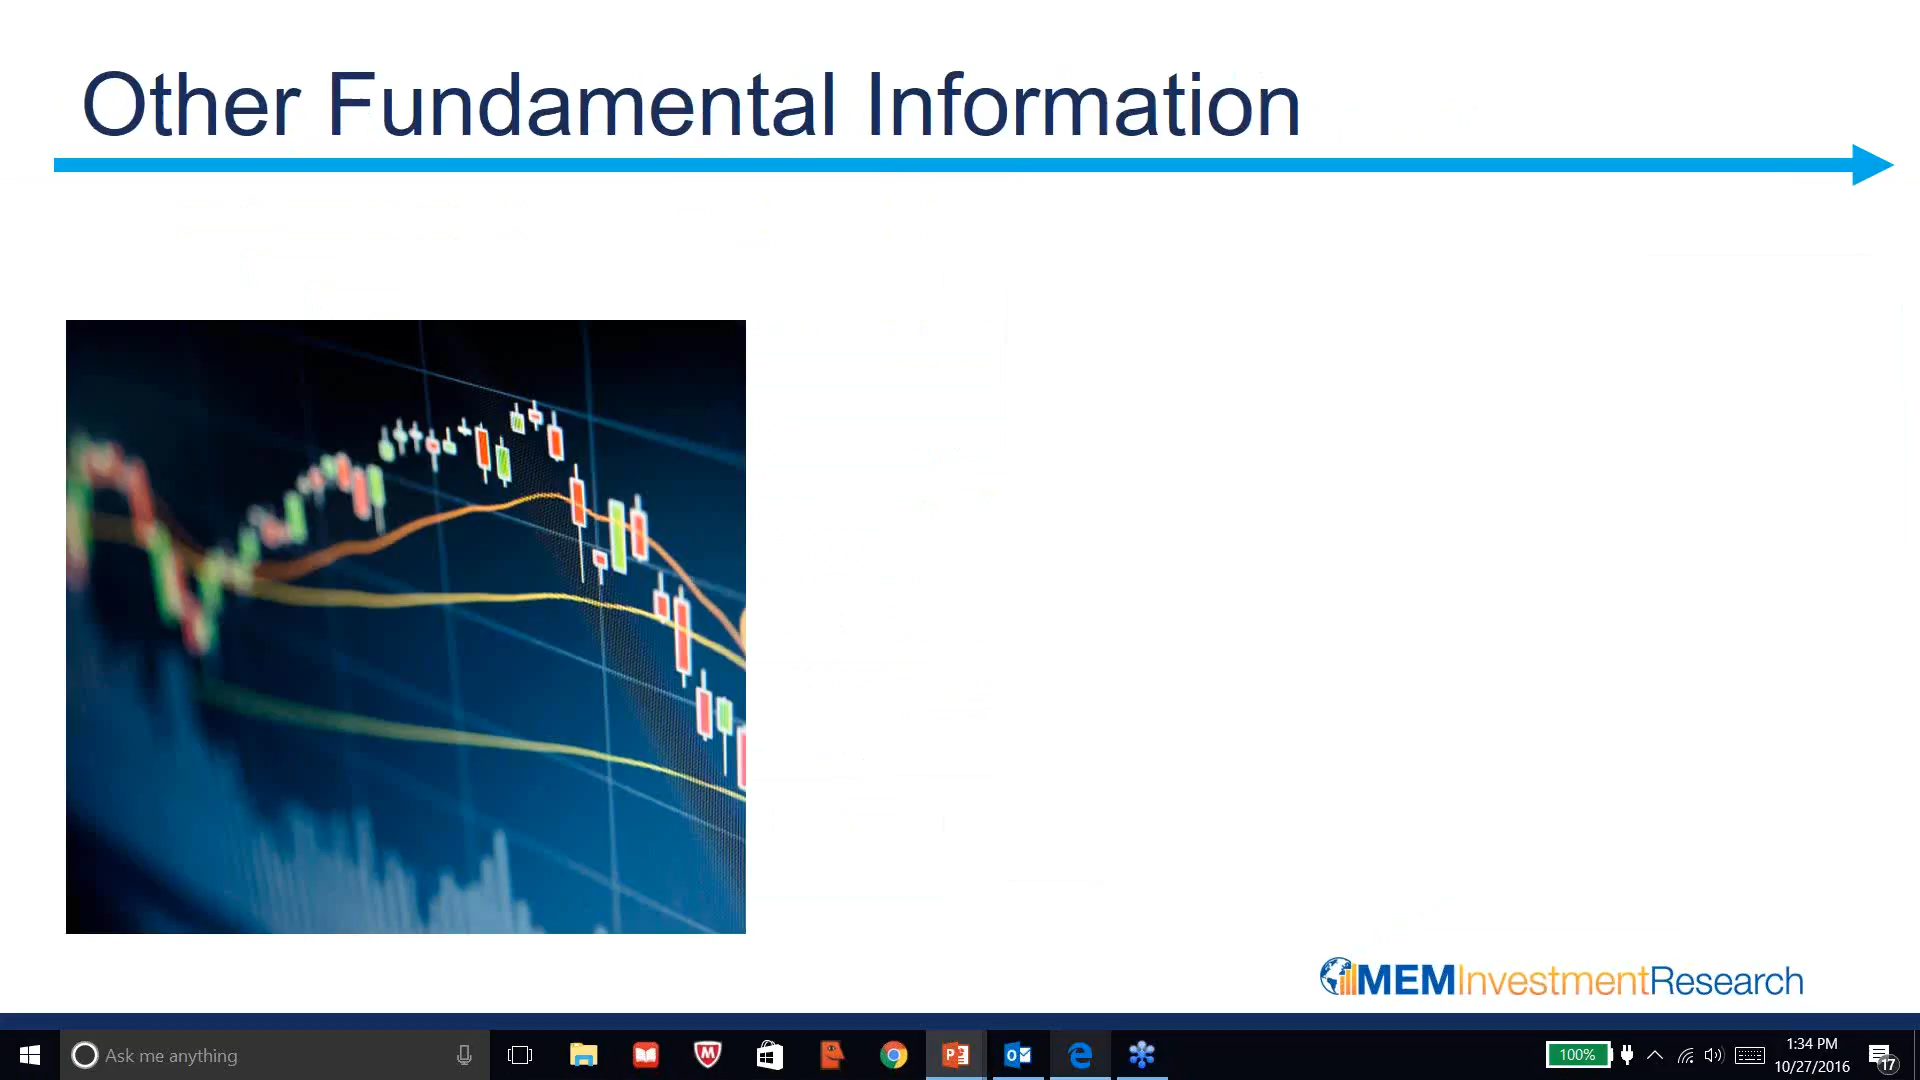 Other Fundamental Information
MEMInvestmentResearch
Ask me anything
100%
1:34 PM
10/27/2016
17